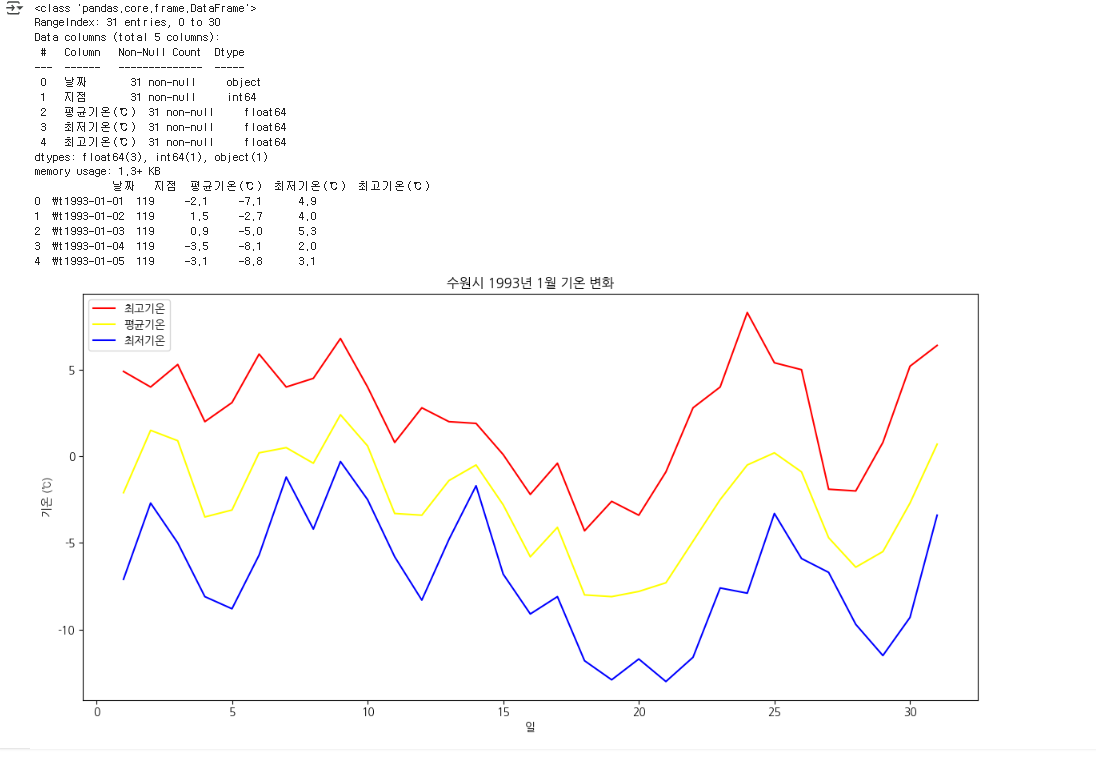 <class 'pandas.core.frame.DataFrame'>
RangeIndex: 31 entries, 0 to 30
Data columns (total 5 columns):
 #   Column   Non-Null Count  Dtype
---  ------   --------------  -----
 0   날짜       31 non-null     object
 1   지점       31 non-null     int64
 2   평균기온(℃)  31 non-null     float64
 3   최저기온(℃)  31 non-null     float64
 4   최고기온(℃)  31 non-null     float64
dtypes: float64(3), int64(1), object(1)
memory usage: 1.3+ KB
날짜   지점  평균기온(℃)  최저기온(℃)  최고기온(℃)
0  \t1993-01-01  119  -2.1  -7.1  4.9
1  \t1993-01-02  119  1.5  -2.7  4.0
2  \t1993-01-03  119  0.9  -5.0  5.3
3  \t1993-01-04  119  -3.5  -8.1  2.0
4  \t1993-01-05  119  -3.1  -8.8  3.1
수원시 1993년 1월 기온 변화
최고기온
평균기온
최저기온
5
0
-5
-10
기온 (℃)
0 5 10 15 20 25 30
일